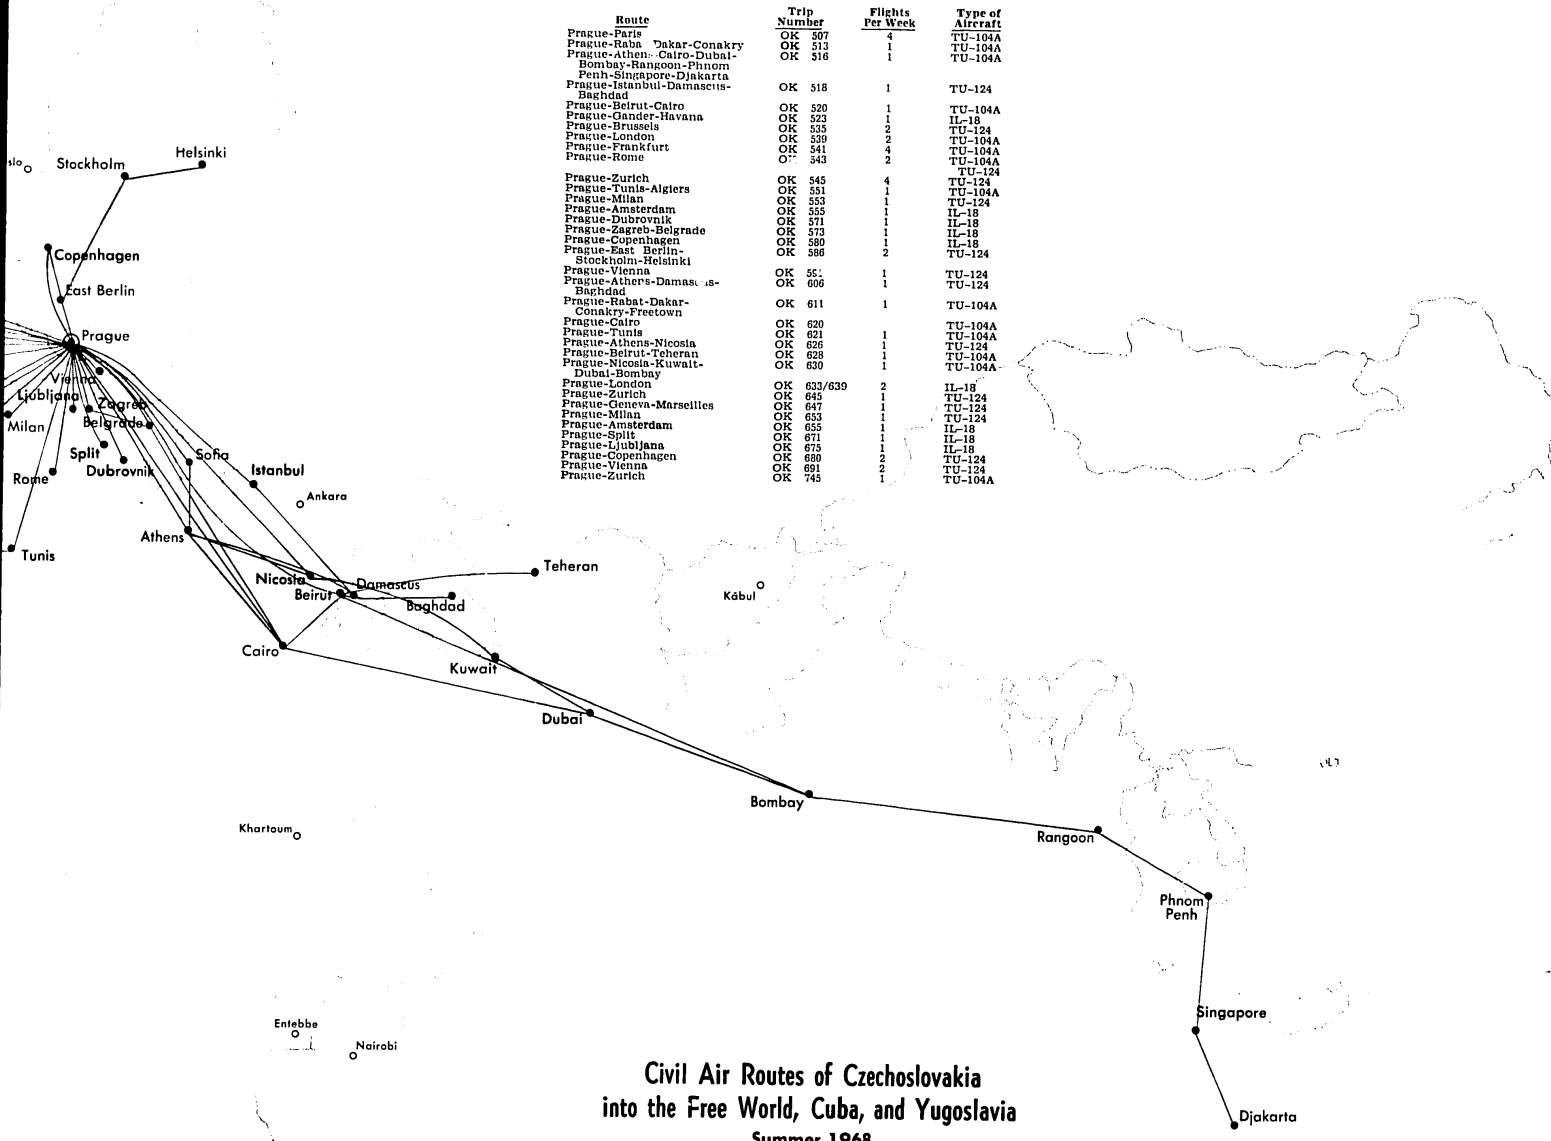 Route Trip Number Flights Per Week Type of Aircraft
Prague-Paris OK 507 4 TU-104A
Prague-Raba Dakar-Conakry OK 513 1 TU-104A
Prague-Athens-Cairo-Dubai- OK 516 1 TU-104A
Bombay-Rangoon-Phnom
Penh-Singapore-Djakarta
Prague-Istanbul-Damascus- OK 518 1 TU-124
Baghdad
Prague-Beirut-Cairo OK 520 1 TU-104A
Prague-Gander-Havana OK 523 1 IL-18
Prague-Brussels OK 535 2 TU-124
Prague-London OK 539 2 TU-104A
Prague-Frankfurt OK 541 4 TU-104A
Prague-Rome 543 2 TU-104A
TU-124
Prague-Zurich OK 545 4 TU-124
Prague-Tunis-Algiers OK 551 1 TU-104A
Prague-Milan OK 553 1 TU-124
Prague-Amsterdam OK 555 1 IL-18
Prague-Dubrovnik OK 571 1 IL-18
Prague-Zagreb-Belgrade OK 573 1 IL-18
Prague-Copenhagen OK 580 1 IL-18
Prague-East Berlin- OK 586 2 TU-124
Stockholm-Helsinki
Prague-Vienna OK 1 TU-124
Prague-Athens-Damascus- OK 606 1 TU-124
Baghdad
Prague-Rabat-Dakar- OK 611 1 TU-104A
Conakry-Freetown
Prague-Cairo OK 620 TU-104A
Prague-Tunis OK 621 1 TU-104A
Prague-Athens-Nicosia OK 626 1 TU-124
Prague-Beirut-Teheran OK 628 1 TU-104A
Prague-Nicosia-Kuwait- OK 630 1 TU-104A
Dubai-Bombay
Prague-London OK 633/639 2 IL-18
Prague-Zurich OK 645 1 TU-124
Prague-Geneva-Marseilles OK 647 1 TU-124
Prague-Milan OK 653 1 TU-124
Prague-Amsterdam OK 655 1 IL-18
Prague-Split OK 671 1 IL-18
Prague-Ljubljana OK 675 1 IL-18
Prague-Copenhagen OK 680 2 TU-124
Prague-Vienna OK 691 2 TU-124
Prague-Zurich OK 745 1 TU-104A
slo
Stockholm
Helsinki
Copenhagen
East Berlin
Prague
Vienna
Ljubljana
Zagreb
Milan
Belgrade
Split
Sofia
Rome
Dubrovnik
Istanbul
Ankara
Athens
Tunis
Nicosia
Damascus
Teheran
Beirut
Baghdad
Kābul
Cairo
Kuwait
Dubai
Bombay
Khartoum
Rangoon
Phnom
Penh
Singapore
Entebbe
Nairobi
Djakarta
Civil Air Routes of Czechoslovakia
into the Free World, Cuba, and Yugoslavia
Summer 1968